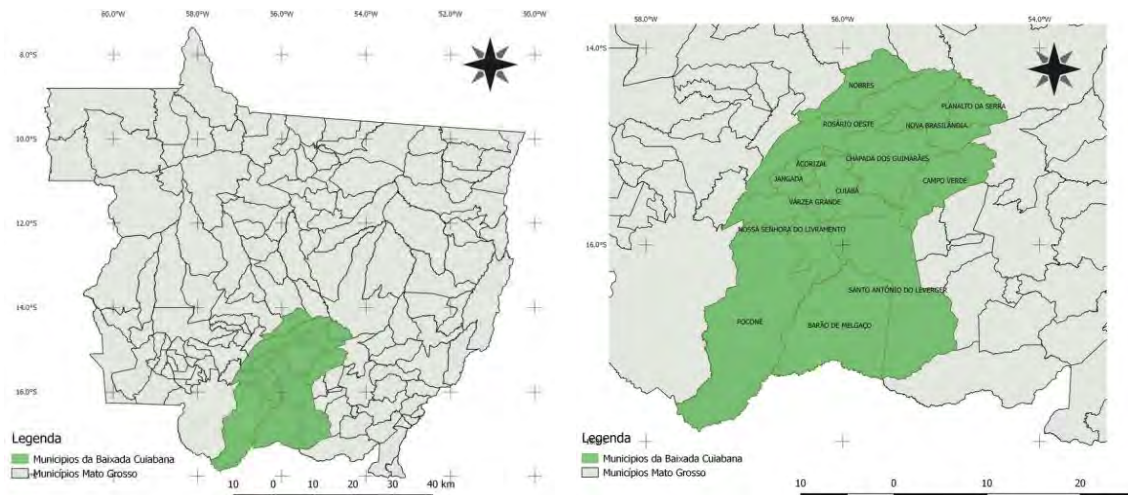 60.0°S
58.0°S
56.0°S
54.0°S
52.0°S
50.0°S
8.0°S
10.0°S
12.0°S
14.0°S
16.0°S
Legenda
Municipios da Baixada Cuiabana
Municípios Mato Grosso
10 0 10 20 30 40 km
58.0°S
56.0°S
54.0°S
14.0°S
NOBRES
PLANALTO DA SERRA
ROSÁRIO OESTE
NOVA BRASILÂNDIA
ACORIZAL
CHAPADA DOS GUIMARÃES
JANGADA
CAMPO VERDE
CUIABÁ
VÁRZEA GRANDE
NOSSA SENHORA DO LIVRAMENTO
16.0°S
SANTO ANTÔNIO DO LEVERGER
POCONÉ
BARÃO DE MELGAÇO
Legenda
Municipios da Baixada Cuiabana
Municípios Mato Grosso
10 0 10 20